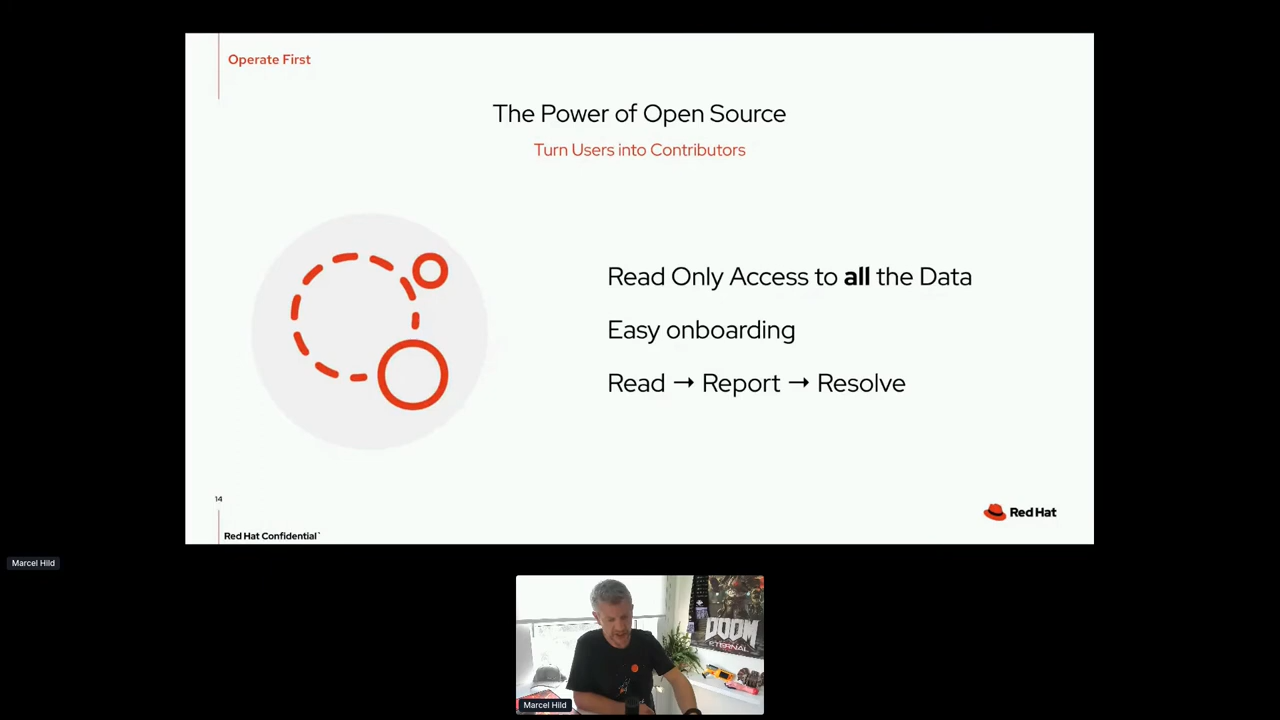 Operate First
The Power of Open Source
Turn Users into Contributors
Read Only Access to all the Data
Easy onboarding
Read → Report → Resolve
14
Red Hat
Red Hat Confidential
Marcel Hild
DOOM
ETERNAL
Marcel Hild